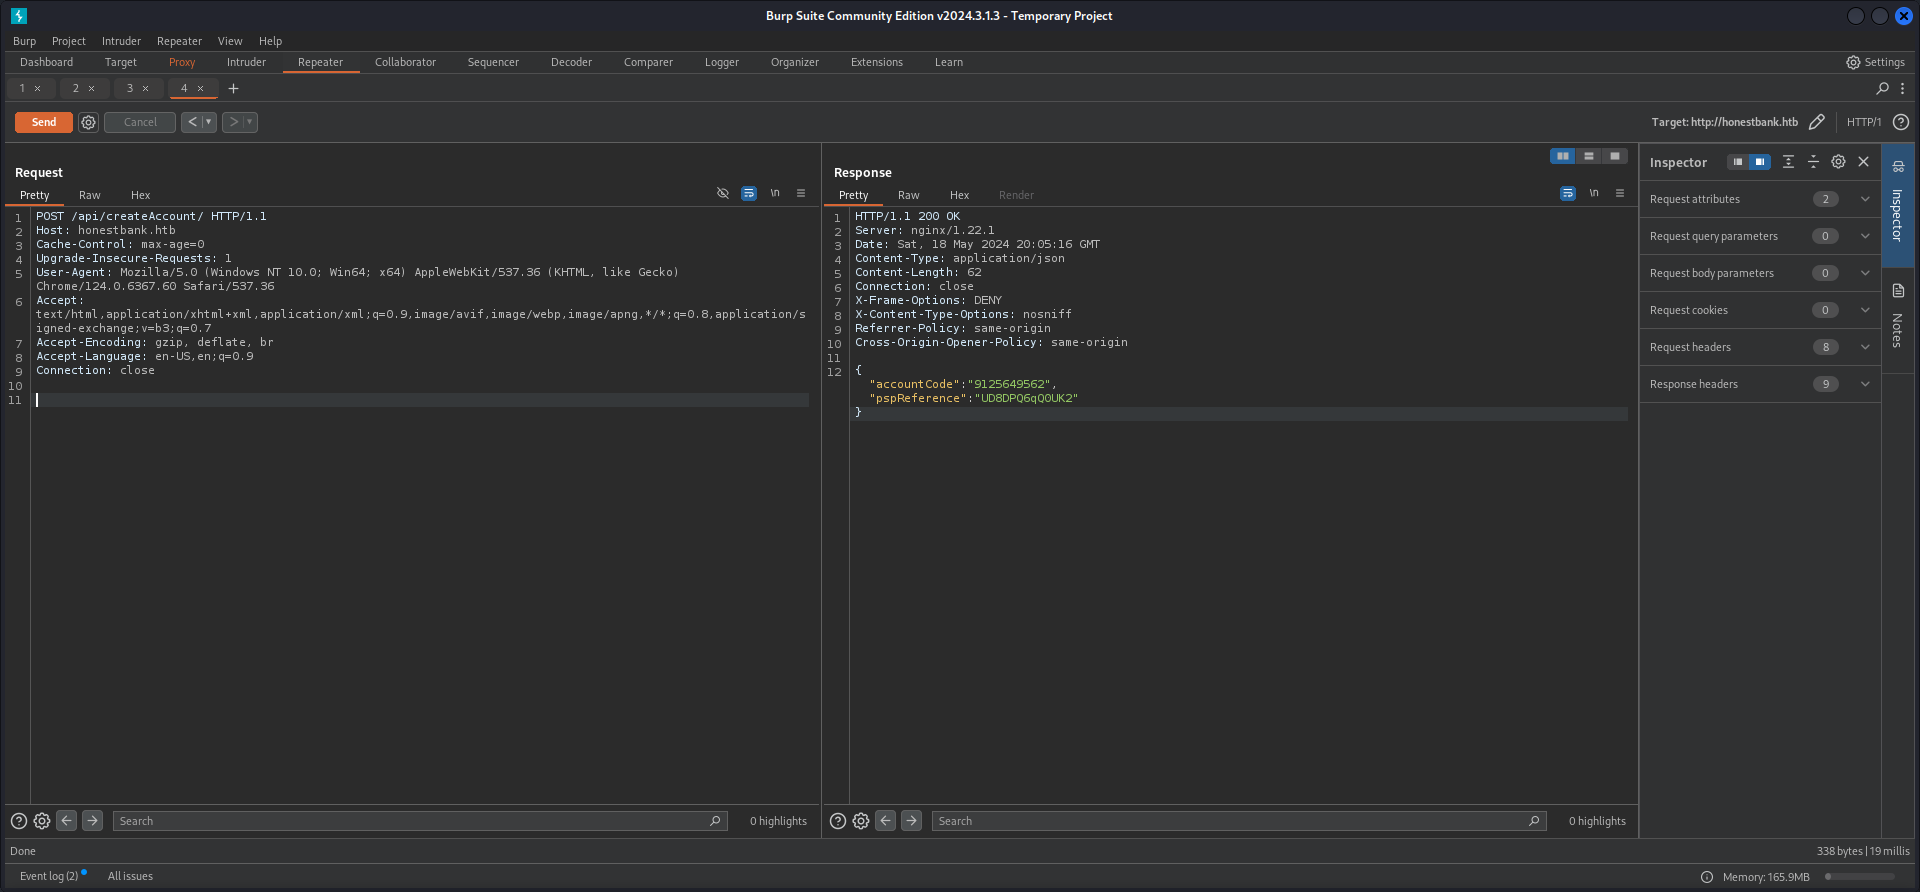 Burp Suite Community Edition v2024.3.1.3 - Temporary Project
Burp Project Intruder Repeater View Help
Dashboard Target Proxy Intruder Repeater Collaborator Sequencer Decoder Comparer Logger Organizer Extensions Learn Settings
1 × 2 × 3 × 4 × +
Send Cancel < > Target: http://honestbank.htb HTTP/1
Request
Pretty Raw Hex \n
1 POST /api/createAccount/ HTTP/1.1
2 Host: honestbank.htb
3 Cache-Control: max-age=0
4 Upgrade-Insecure-Requests: 1
5 User-Agent: Mozilla/5.0 (Windows NT 10.0; Win64; x64) AppleWebKit/537.36 (KHTML, like Gecko)
Chrome/124.0.6367.60 Safari/537.36
6 Accept:
text/html,application/xhtml+xml,application/xml;q=0.9,image/avif,image/webp,image/apng,*/*;q=0.8,application/s
igned-exchange;v=b3;q=0.7
7 Accept-Encoding: gzip, deflate, br
8 Accept-Language: en-US,en;q=0.9
9 Connection: close
10
11
Search 0 highlights
Response
Pretty Raw Hex Render \n
1 HTTP/1.1 200 OK
2 Server: nginx/1.22.1
3 Date: Sat, 18 May 2024 20:05:16 GMT
4 Content-Type: application/json
5 Content-Length: 62
6 Connection: close
7 X-Frame-Options: DENY
8 X-Content-Type-Options: nosniff
9 Referrer-Policy: same-origin
10 Cross-Origin-Opener-Policy: same-origin
11
12 {
"accountCode":"9125649562",
"pspReference":"UD8DPQ6qQ0UK2"
}
Search 0 highlights
Inspector
Request attributes 2
Request query parameters 0
Request body parameters 0
Request cookies 0
Request headers 8
Response headers 9
Inspector
Notes
Done 338 bytes | 19 millis
Event log (2) All issues Memory: 165.9MB